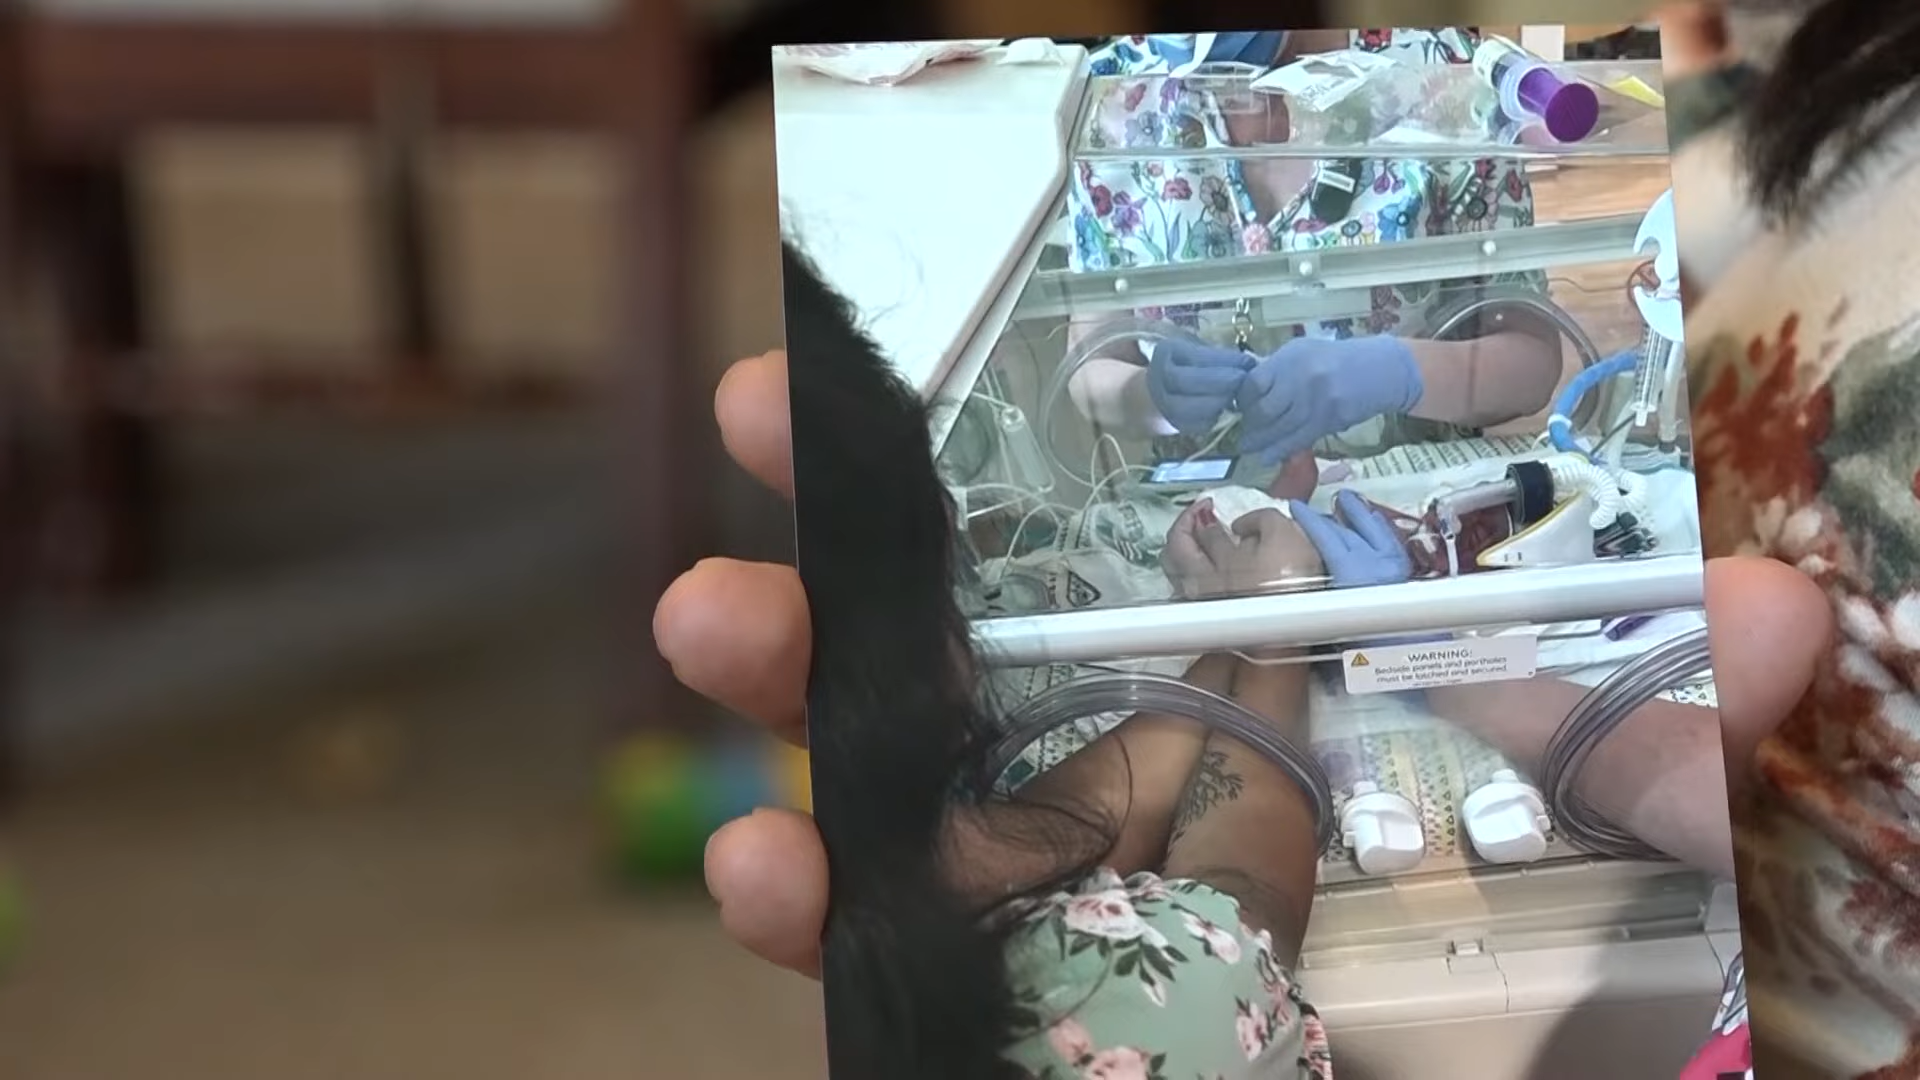 WARNING:
Bedside panels and portholes
must be latched and secured.